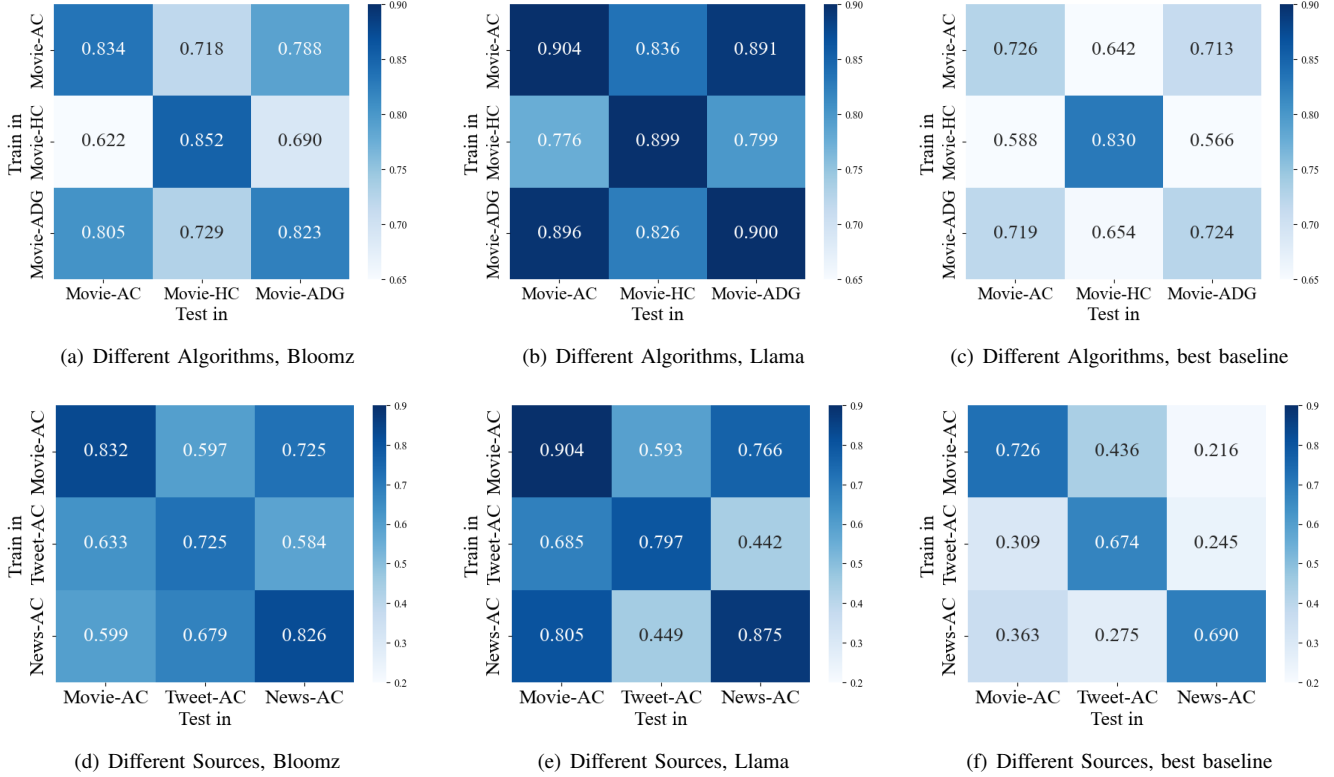 Train in
Movie-AC
Movie-HC
Movie-ADG
0.834 0.718 0.788
0.622 0.852 0.690
0.805 0.729 0.823
Movie-AC Movie-HC Movie-ADG
Test in
0.90
0.85
0.80
0.75
0.70
0.65
(a) Different Algorithms, Bloomz
Train in
Movie-AC
Movie-HC
Movie-ADG
0.904 0.836 0.891
0.776 0.899 0.799
0.896 0.826 0.900
Movie-AC Movie-HC Movie-ADG
Test in
0.90
0.85
0.80
0.75
0.70
0.65
(b) Different Algorithms, Llama
Train in
Movie-AC
Movie-HC
Movie-ADG
0.726 0.642 0.713
0.588 0.830 0.566
0.719 0.654 0.724
Movie-AC Movie-HC Movie-ADG
Test in
0.90
0.85
0.80
0.75
0.70
0.65
(c) Different Algorithms, best baseline
Train in
Movie-AC
Tweet-AC
News-AC
0.832 0.597 0.725
0.633 0.725 0.584
0.599 0.679 0.826
Movie-AC Tweet-AC News-AC
Test in
0.9
0.8
0.7
0.6
0.5
0.4
0.3
0.2
(d) Different Sources, Bloomz
Train in
Movie-AC
Tweet-AC
News-AC
0.904 0.593 0.766
0.685 0.797 0.442
0.805 0.449 0.875
Movie-AC Tweet-AC News-AC
Test in
0.9
0.8
0.7
0.6
0.5
0.4
0.3
0.2
(e) Different Sources, Llama
Train in
Movie-AC
Tweet-AC
News-AC
0.726 0.436 0.216
0.309 0.674 0.245
0.363 0.275 0.690
Movie-AC Tweet-AC News-AC
Test in
0.9
0.8
0.7
0.6
0.5
0.4
0.3
0.2
(f) Different Sources, best baseline